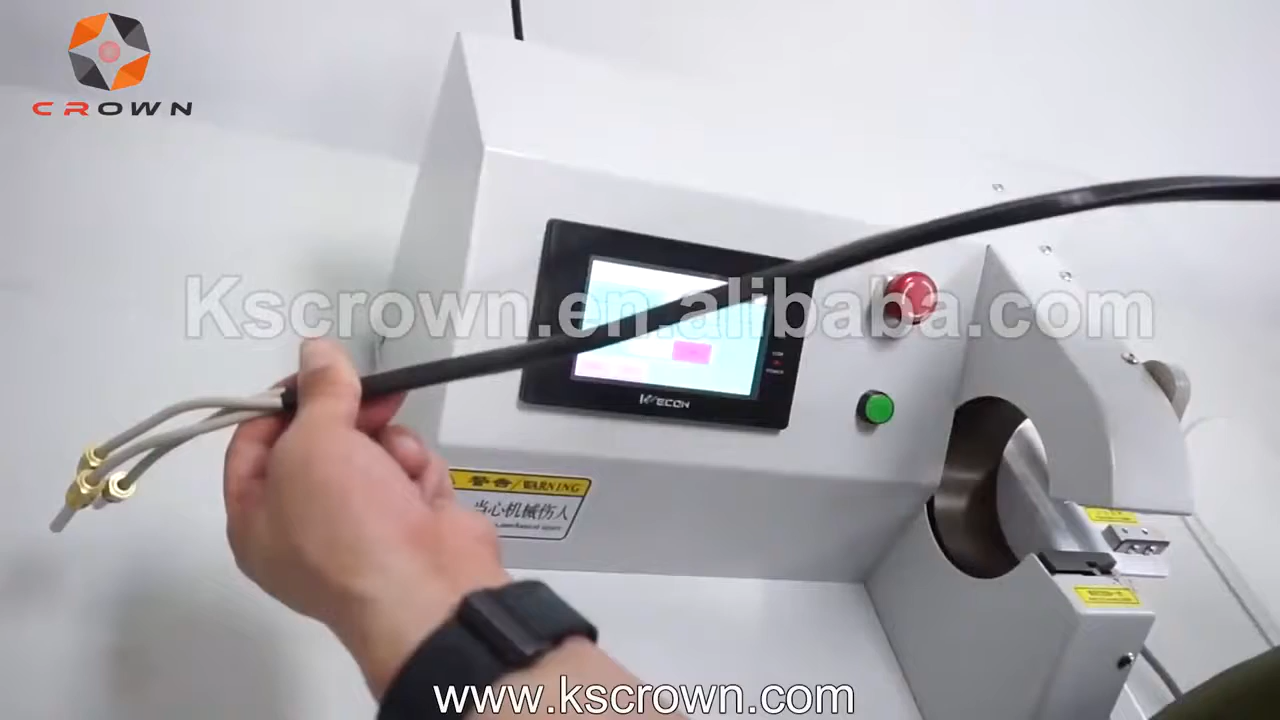 CROWN
Kscrown.en.alibaba.com
WECON
警告/WARNING
当心机械伤人
www.kscrown.com